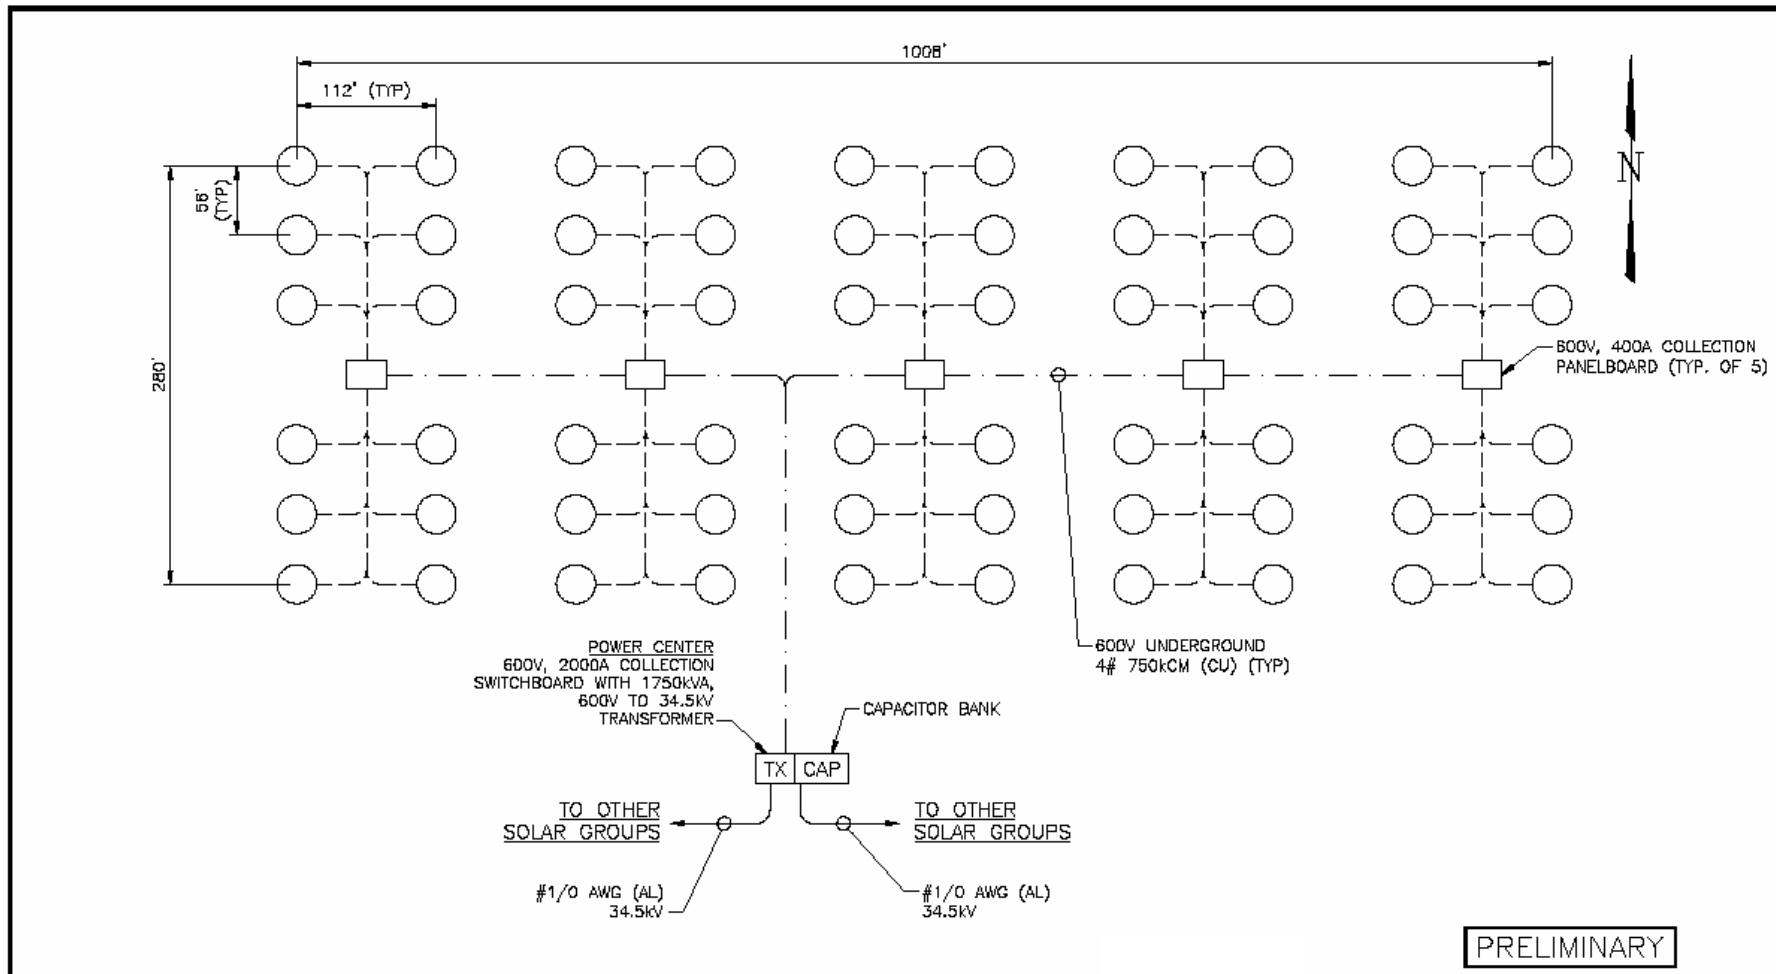 1008'
112' (TYP)
56'
(TYP)
N
280'
600V, 400A COLLECTION
PANELBOARD (TYP. OF 5)
POWER CENTER
600V, 2000A COLLECTION
SWITCHBOARD WITH 1750kVA,
600V TO 34.5kV
TRANSFORMER
600V UNDERGROUND
4# 750kCM (CU) (TYP)
CAPACITOR BANK
TX CAP
TO OTHER
SOLAR GROUPS
TO OTHER
SOLAR GROUPS
#1/0 AWG (AL)
34.5kV
#1/0 AWG (AL)
34.5kV
PRELIMINARY